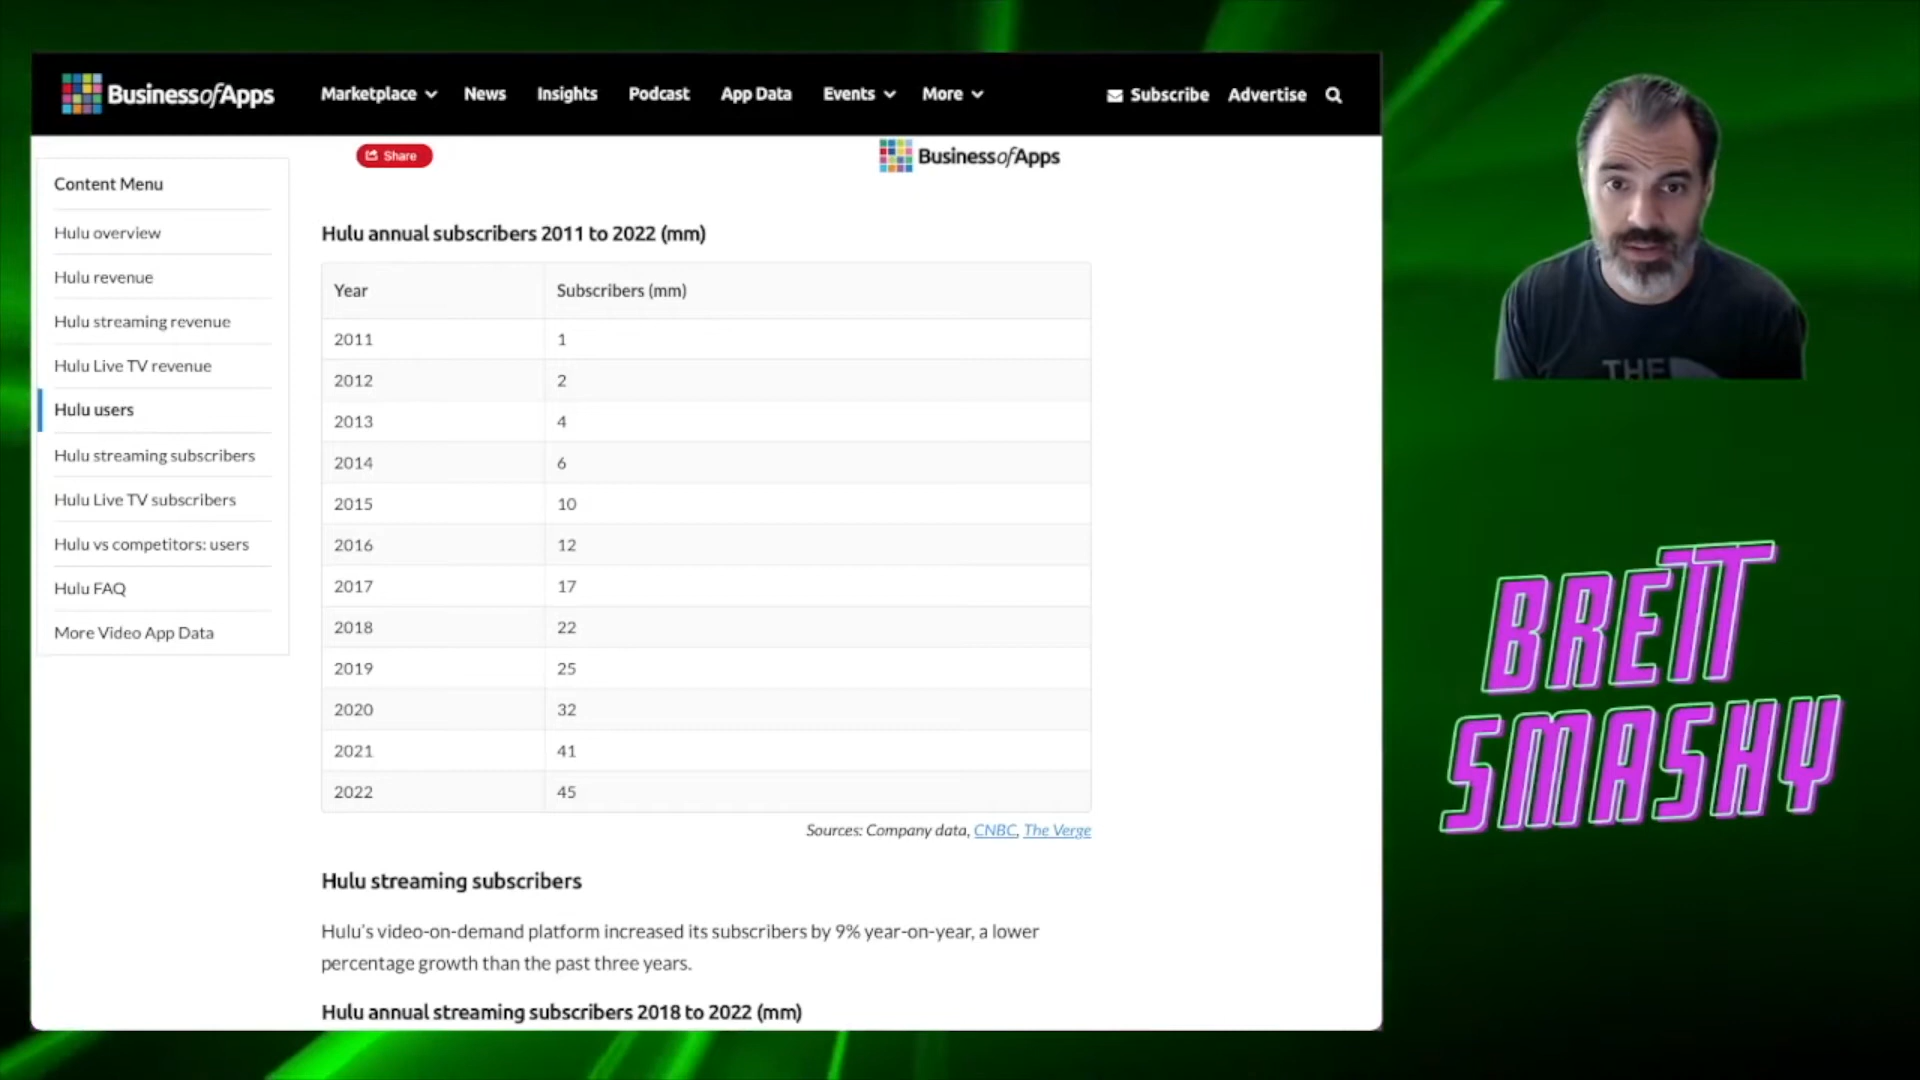 BusinessofApps Marketplace News Insights Podcast App Data Events More Subscribe Advertise
Share BusinessofApps
Content Menu
Hulu overview
Hulu revenue
Hulu streaming revenue
Hulu Live TV revenue
Hulu users
Hulu streaming subscribers
Hulu Live TV subscribers
Hulu vs competitors: users
Hulu FAQ
More Video App Data
Hulu annual subscribers 2011 to 2022 (mm)
Year Subscribers (mm)
2011 1
2012 2
2013 4
2014 6
2015 10
2016 12
2017 17
2018 22
2019 25
2020 32
2021 41
2022 45
Sources: Company data, CNBC, The Verge
Hulu streaming subscribers
Hulu's video-on-demand platform increased its subscribers by 9% year-on-year, a lower
percentage growth than the past three years.
Hulu annual streaming subscribers 2018 to 2022 (mm)
THE
BRETT
SMASHY